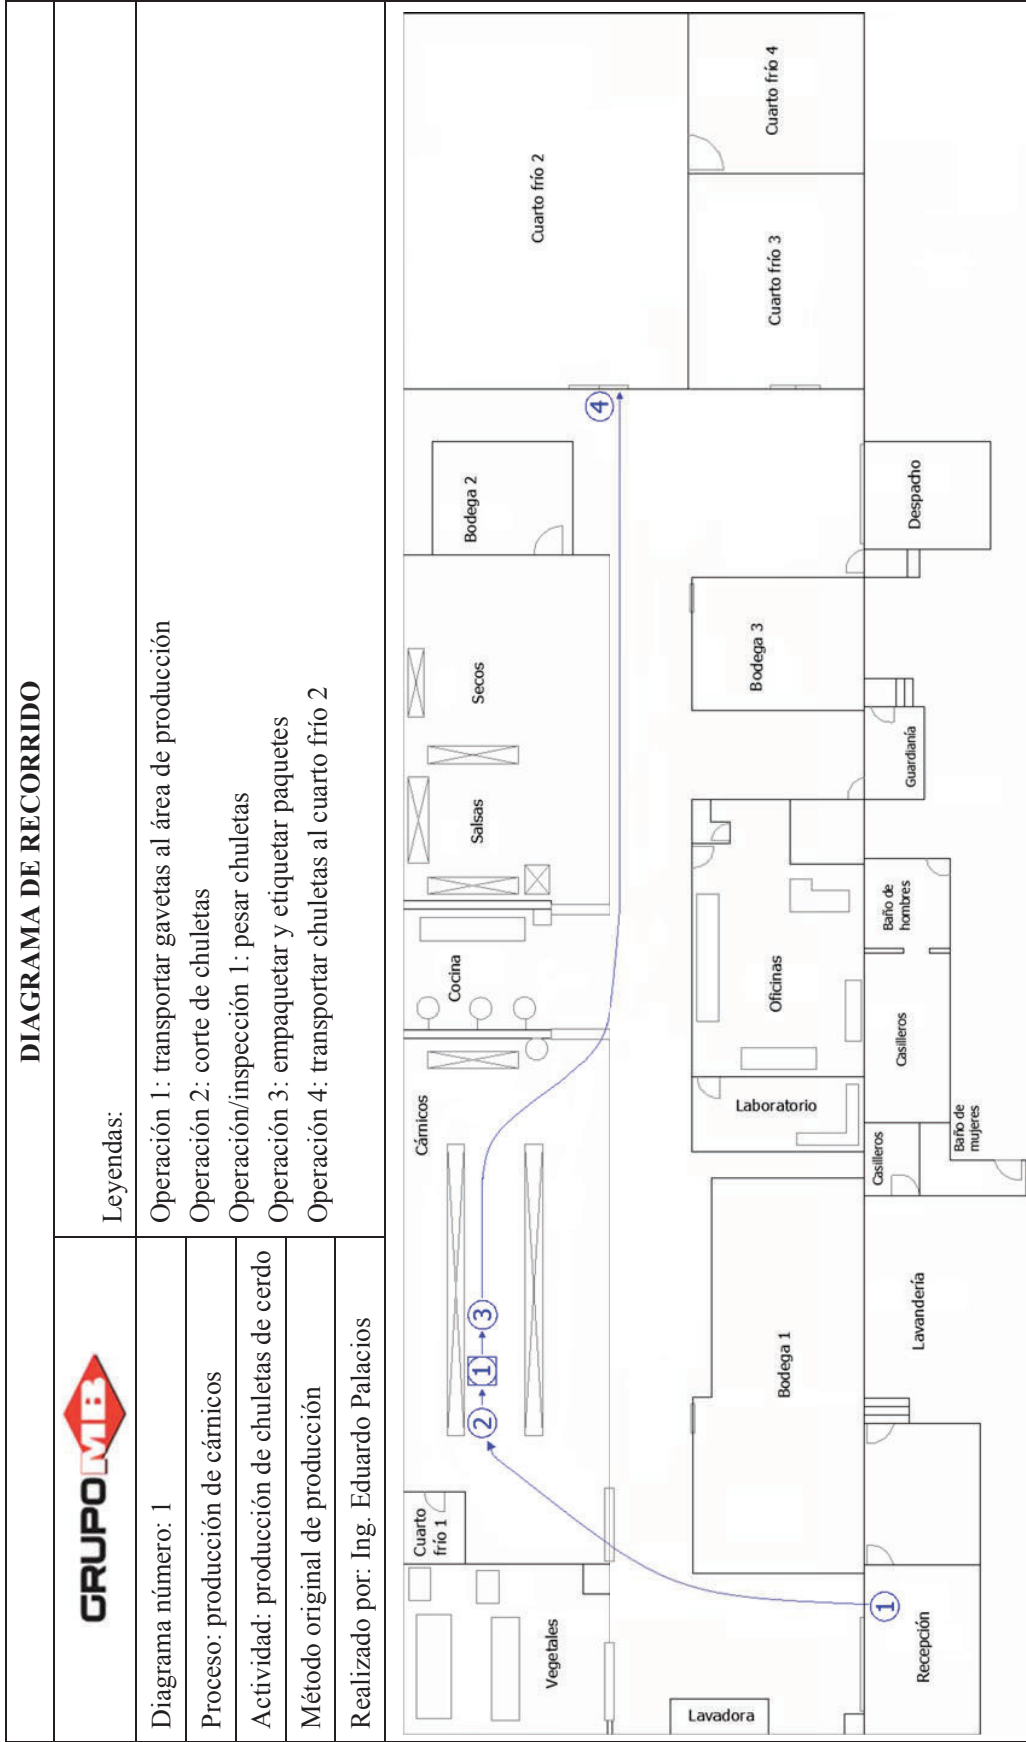 DIAGRAMA DE RECORRIDO
GRUPO MB
Leyendas:
Diagrama número: 1
Proceso: producción de cárnicos
Actividad: producción de chuletas de cerdo
Método original de producción
Realizado por: Ing. Eduardo Palacios
Operación 1: transportar gavetas al área de producción
Operación 2: corte de chuletas
Operación/inspección 1: pesar chuletas
Operación 3: empaquetar y etiquetar paquetes
Operación 4: transportar chuletas al cuarto frío 2
Vegetales
Cuarto
frío 1
Cárnicos
Cocina
Salsas
Secos
Bodega 2
Cuarto frío 2
2
1
3
4
Cuarto frío 3
Cuarto frío 4
Lavadora
Bodega 1
Laboratorio
Oficinas
Bodega 3
1
Recepción
Lavandería
Casilleros
Baño de
mujeres
Casilleros
Baño de
hombres
Guardianía
Despacho